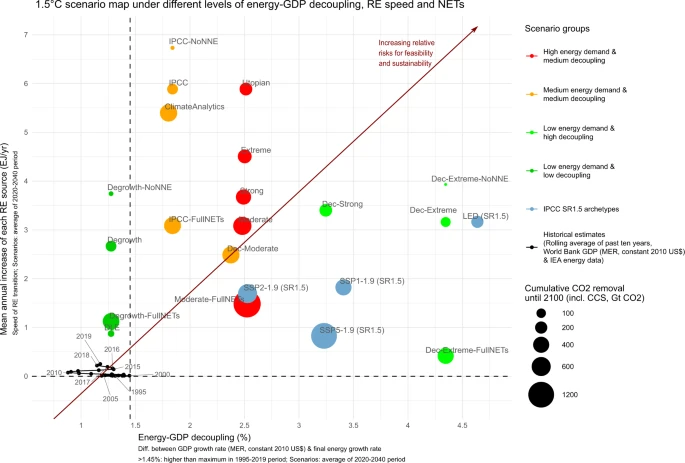 1.5°C scenario map under different levels of energy-GDP decoupling, RE speed and NETs
Mean annual increase of each RE source (EJ/yr)
Speed of RE transition; Scenarios: average of 2020-2040 period
7
6
5
4
3
2
1
0
IPCC-NoNNE
IPCC
Utopian
ClimateAnalytics
Extreme
Strong
Degrowth-NoNNE
Dec-Extreme-NoNNE
Dec-Strong
Dec-Extreme
LED (SR1.5)
IPCC-FullNETs
Moderate
Degrowth
Dec-Moderate
SSP2-1.9 (SR1.5)
SSP1-1.9 (SR1.5)
Moderate-FullNETs
Degrowth-FullNETs
SSP5-1.9 (SR1.5)
Dec-Extreme-FullNETs
2019
2018
2016
2015
2010
2017
2000
1995
2005
Increasing relative
risks for feasibility
and sustainability
1
1.5
2.0
2.5
3.0
3.5
4.0
4.5
Energy-GDP decoupling (%)
Diff. between GDP growth rate (MER, constant 2010 US$) & final energy growth rate
>1.45%: higher than maximum in 1995-2019 period; Scenarios: average of 2020-2040 period
Scenario groups
High energy demand &
medium decoupling
Medium energy demand &
medium decoupling
Low energy demand &
high decoupling
Low energy demand &
low decoupling
IPCC SR1.5 archetypes
Historical estimates
(Rolling average of past ten years,
World Bank GDP (MER, constant 2010 US$)
& IEA energy data)
Cumulative CO2 removal
until 2100 (incl. CCS, Gt CO2)
100
200
400
600
1200